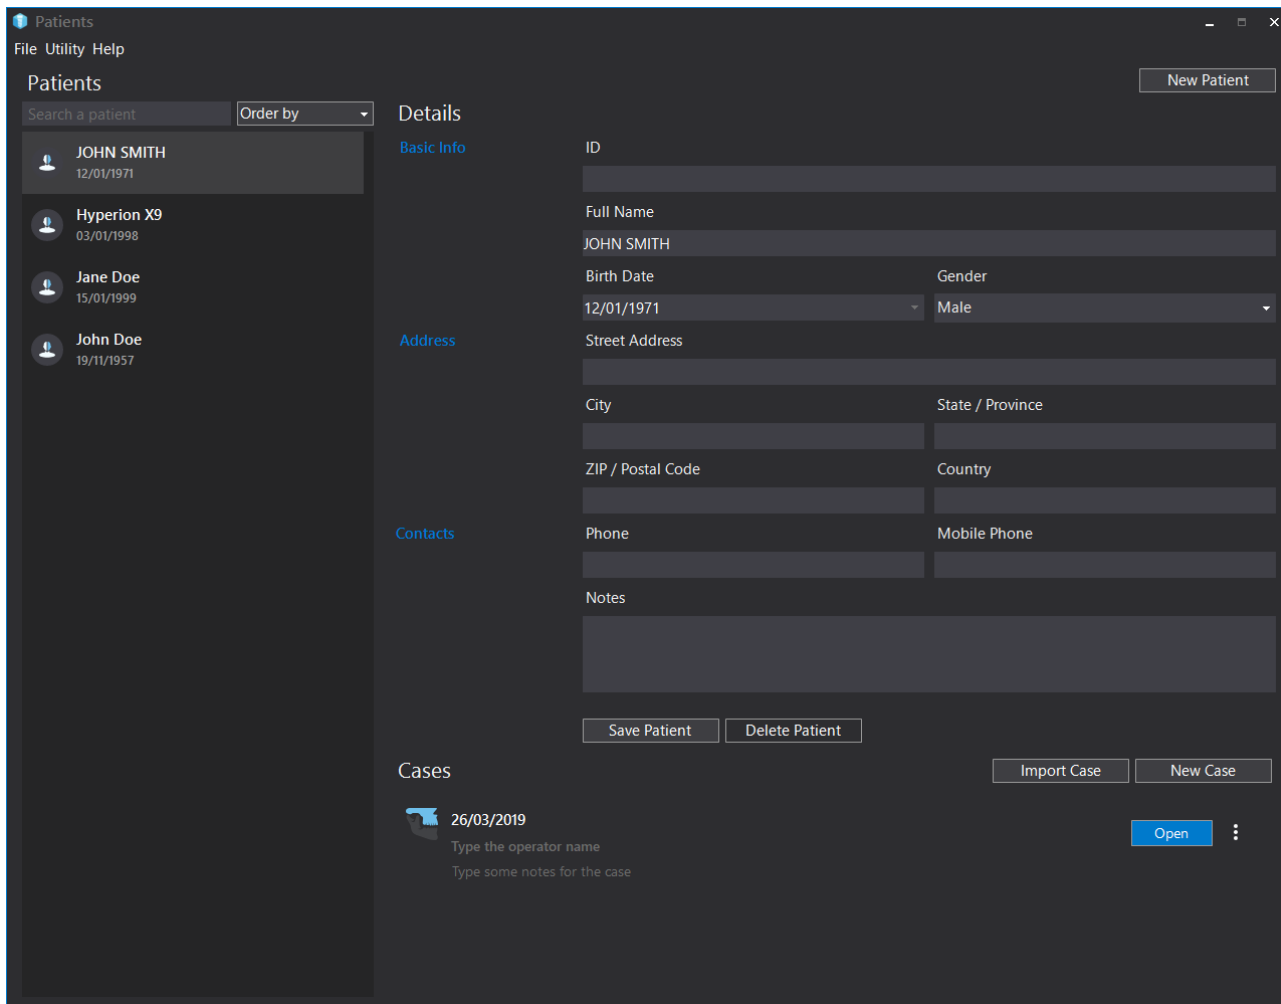 Patients
File Utility Help
Patients
New Patient
Search a patient
Order by
JOHN SMITH
12/01/1971
Hyperion X9
03/01/1998
Jane Doe
15/01/1999
John Doe
19/11/1957
Details
Basic Info
ID
Full Name
JOHN SMITH
Birth Date
Gender
12/01/1971
Male
Address
Street Address
City
State / Province
ZIP / Postal Code
Country
Contacts
Phone
Mobile Phone
Notes
Save Patient
Delete Patient
Cases
Import Case
New Case
26/03/2019
Type the operator name
Type some notes for the case
Open